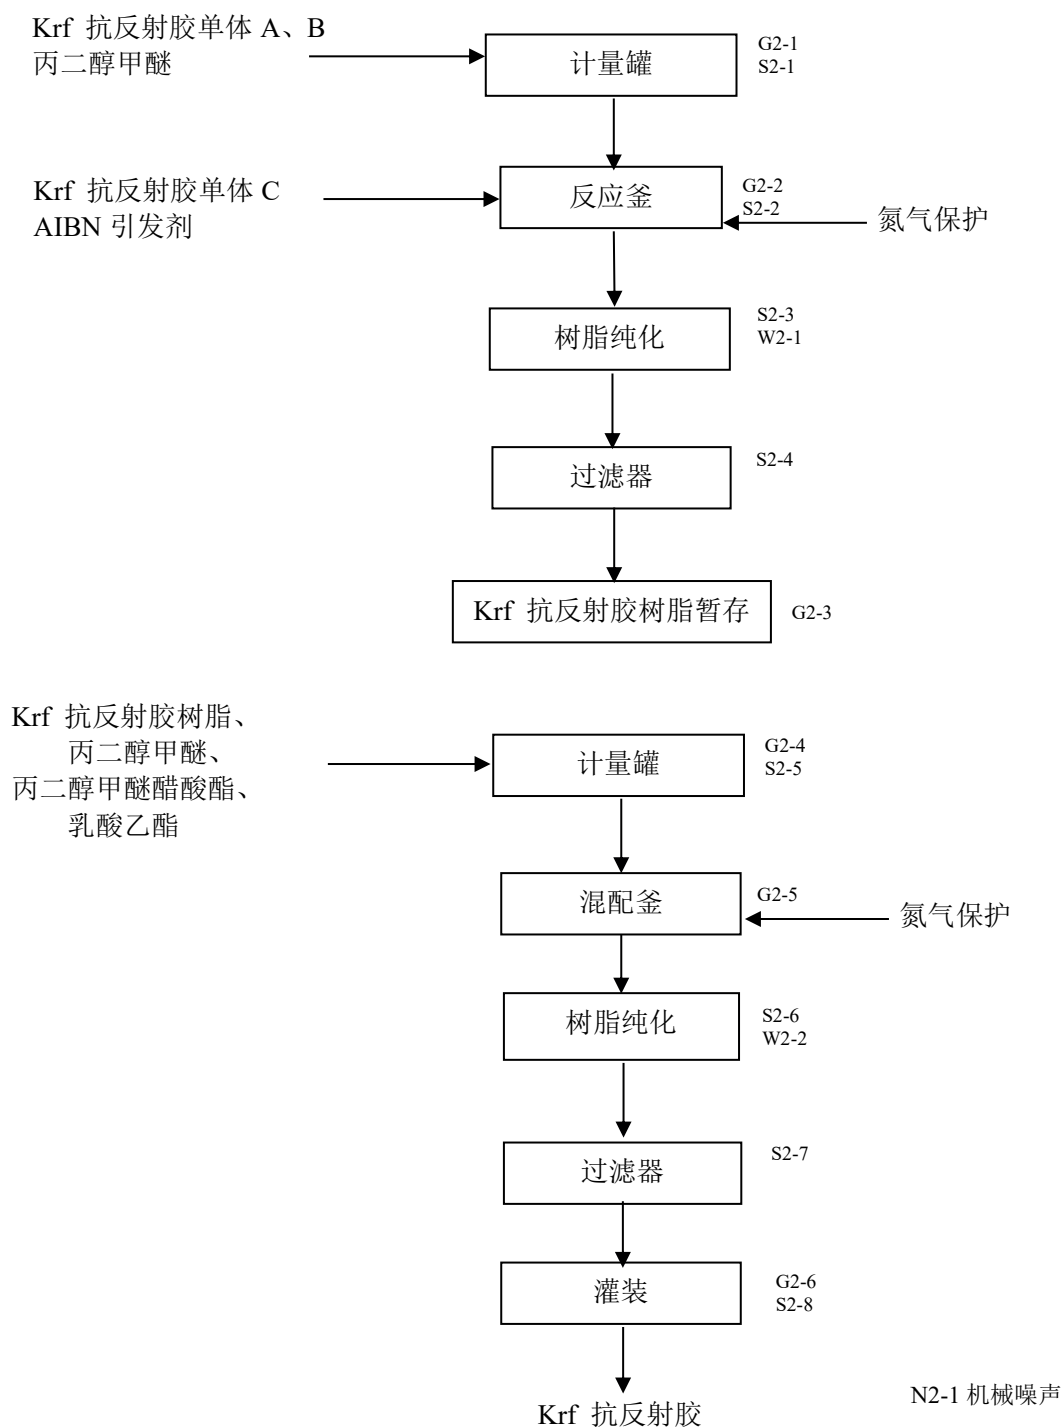 Krf 抗反射胶单体 A、B
丙二醇甲醚
计量罐
G2-1
S2-1
Krf 抗反射胶单体 C
AIBN 引发剂
反应釜
G2-2
S2-2
氮气保护
树脂纯化
S2-3
W2-1
过滤器
S2-4
Krf 抗反射胶树脂暂存
G2-3
Krf 抗反射胶树脂、
丙二醇甲醚、
丙二醇甲醚醋酸酯、
乳酸乙酯
计量罐
G2-4
S2-5
混配釜
G2-5
氮气保护
树脂纯化
S2-6
W2-2
过滤器
S2-7
灌装
G2-6
S2-8
Krf 抗反射胶
N2-1 机械噪声